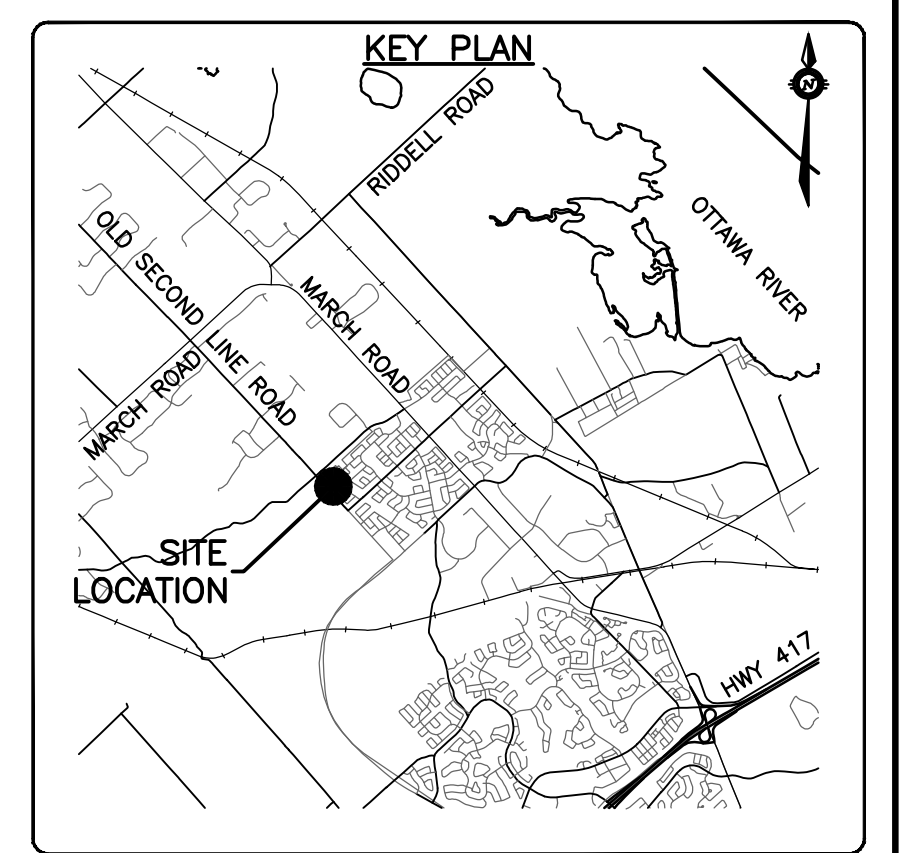 KEY PLAN
N
RIDDELL ROAD
OTTAWA RIVER
OLD SECOND LINE ROAD
MARCH ROAD
MARCH ROAD
SITE
LOCATION
HWY 417